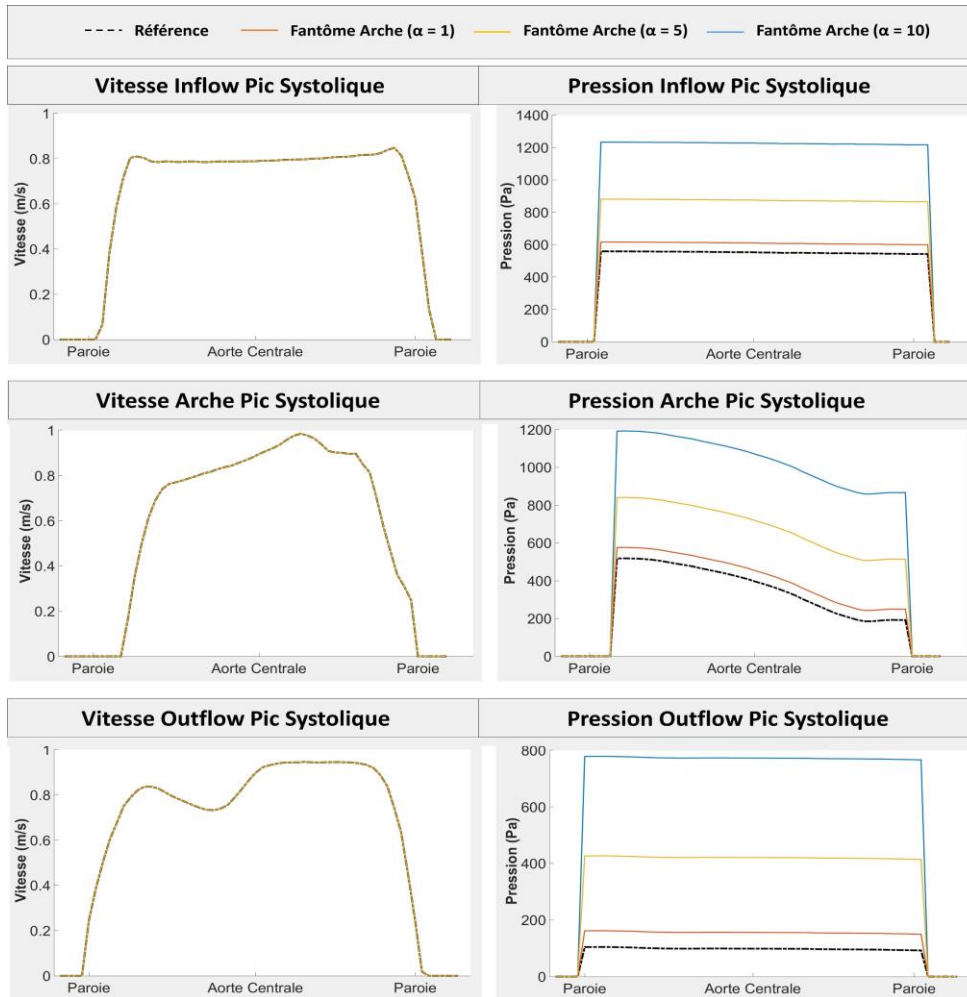 Référence Fantôme Arche (α = 1) Fantôme Arche (α = 5) Fantôme Arche (α = 10)
Vitesse Inflow Pic Systolique
Vitesse (m/s)
1
0.8
0.6
0.4
0.2
0
Paroie Aorte Centrale Paroie
Pression Inflow Pic Systolique
Pression (Pa)
1400
1200
1000
800
600
400
200
0
Paroie Aorte Centrale Paroie
Vitesse Arche Pic Systolique
Vitesse (m/s)
1
0.8
0.6
0.4
0.2
0
Paroie Aorte Centrale Paroie
Pression Arche Pic Systolique
Pression (Pa)
1200
1000
800
600
400
200
0
Paroie Aorte Centrale Paroie
Vitesse Outflow Pic Systolique
Vitesse (m/s)
1
0.8
0.6
0.4
0.2
0
Paroie Aorte Centrale Paroie
Pression Outflow Pic Systolique
Pression (Pa)
800
600
400
200
0
Paroie Aorte Centrale Paroie